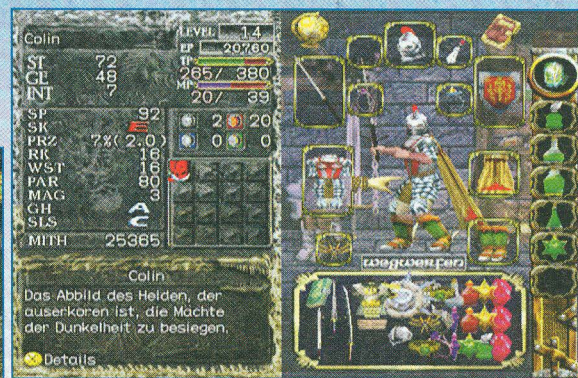 Colin
LEVEL 14
EP 20760
ST 72
GE 48
INT 7
TP
265/ 380
MP
20/ 39
SP 92
SK E
PRZ 7%( 2.0)
RK 16
WST 16
PAR 80
MAG 3
GH A
SLS C
MITH 25365
2 20
0 0
Colin
Das Abbild des Helden, der
auserkoren ist, die Mächte
der Dunkelheit zu besiegen.
Details